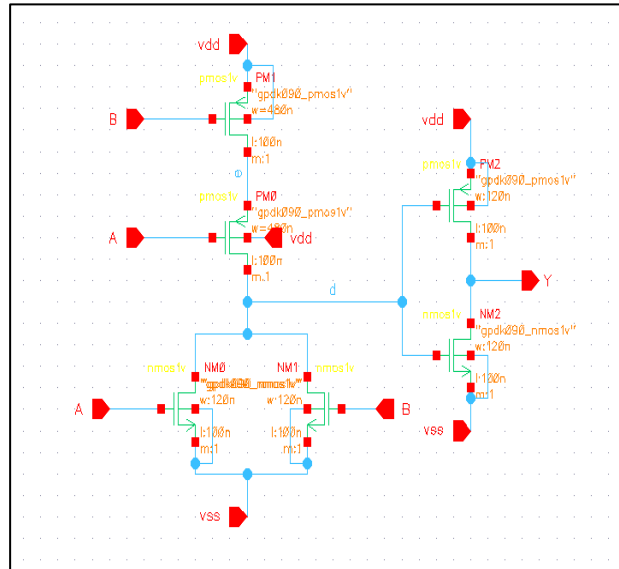 vdd
pmos1v PM1
"gpdk090_pmos1v"
w=480n
B
l:100n
m:1
e
pmos1v PM0
"gpdk090_pmos1v"
w=480n
A
vdd
l:100n
m:1
d
vdd
pmos1v PM2
"gpdk090_pmos1v"
w:120n
l:100n
m:1
Y
nmos1v NM2
"gpdk090_nmos1v"
w:120n
l:100n
m:1
vss
nmos1v NM0
w:120n
A
l:100n
m:1
NM1 nmos1v
"gpdk090_nmos1v"
w:120n
B
l:100n
m:1
vss